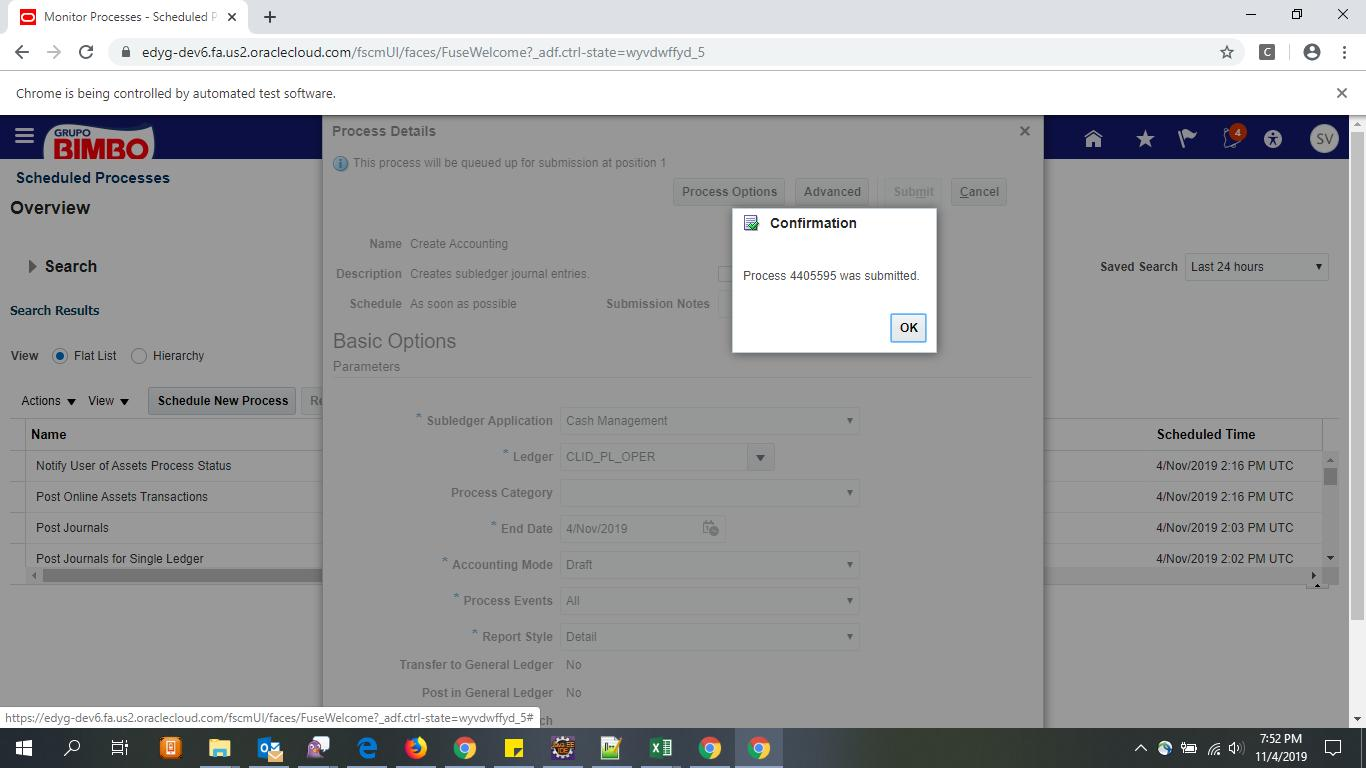 Monitor Processes - Scheduled P
edyg-dev6.fa.us2.oraclecloud.com/fscmUI/faces/FuseWelcome?_adf.ctrl-state=wyvdwffyd_5
C
Chrome is being controlled by automated test software.
GRUPO
BIMBO
Process Details
4
SV
This process will be queued up for submission at position 1
Scheduled Processes
Process Options
Advanced
Submit
Cancel
Overview
Confirmation
Name Create Accounting
Search
Description Creates subledger journal entries.
Process 4405595 was submitted.
Saved Search Last 24 hours
Schedule As soon as possible
Submission Notes
Search Results
OK
Basic Options
View Flat List Hierarchy
Parameters
Actions View Schedule New Process Re
* Subledger Application Cash Management
Name
Scheduled Time
* Ledger CLID_PL_OPER
Notify User of Assets Process Status
4/Nov/2019 2:16 PM UTC
Process Category
Post Online Assets Transactions
4/Nov/2019 2:16 PM UTC
* End Date 4/Nov/2019
Post Journals
4/Nov/2019 2:03 PM UTC
Post Journals for Single Ledger
4/Nov/2019 2:02 PM UTC
* Accounting Mode Draft
* Process Events All
* Report Style Detail
Transfer to General Ledger No
Post in General Ledger No
https://edyg-dev6.fa.us2.oraclecloud.com/fscmUI/faces/FuseWelcome?_adf.ctrl-state=wyvdwffyd_5#
ch
7:52 PM
11/4/2019